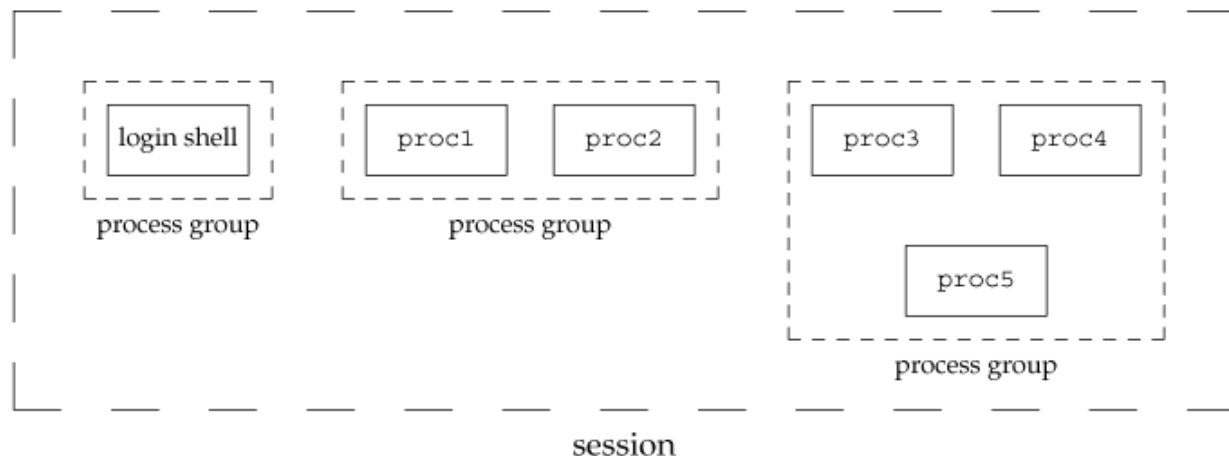 login shell
process group
proc1
proc2
process group
proc3
proc4
proc5
process group
session